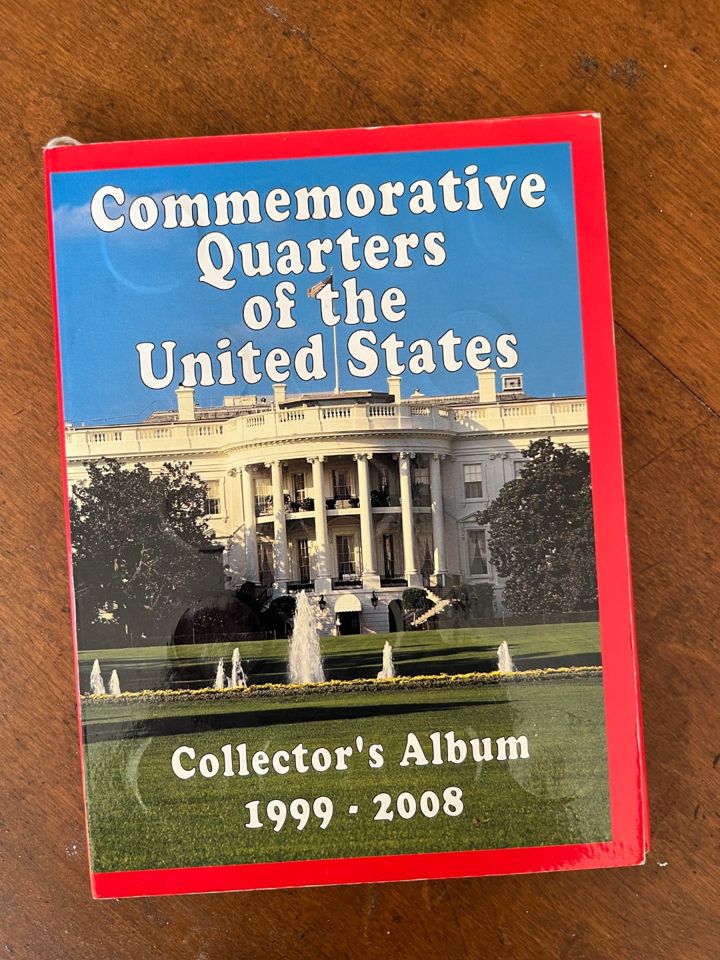 Commemorative
Quarters
of the
United States
Collector's Album
1999 - 2008